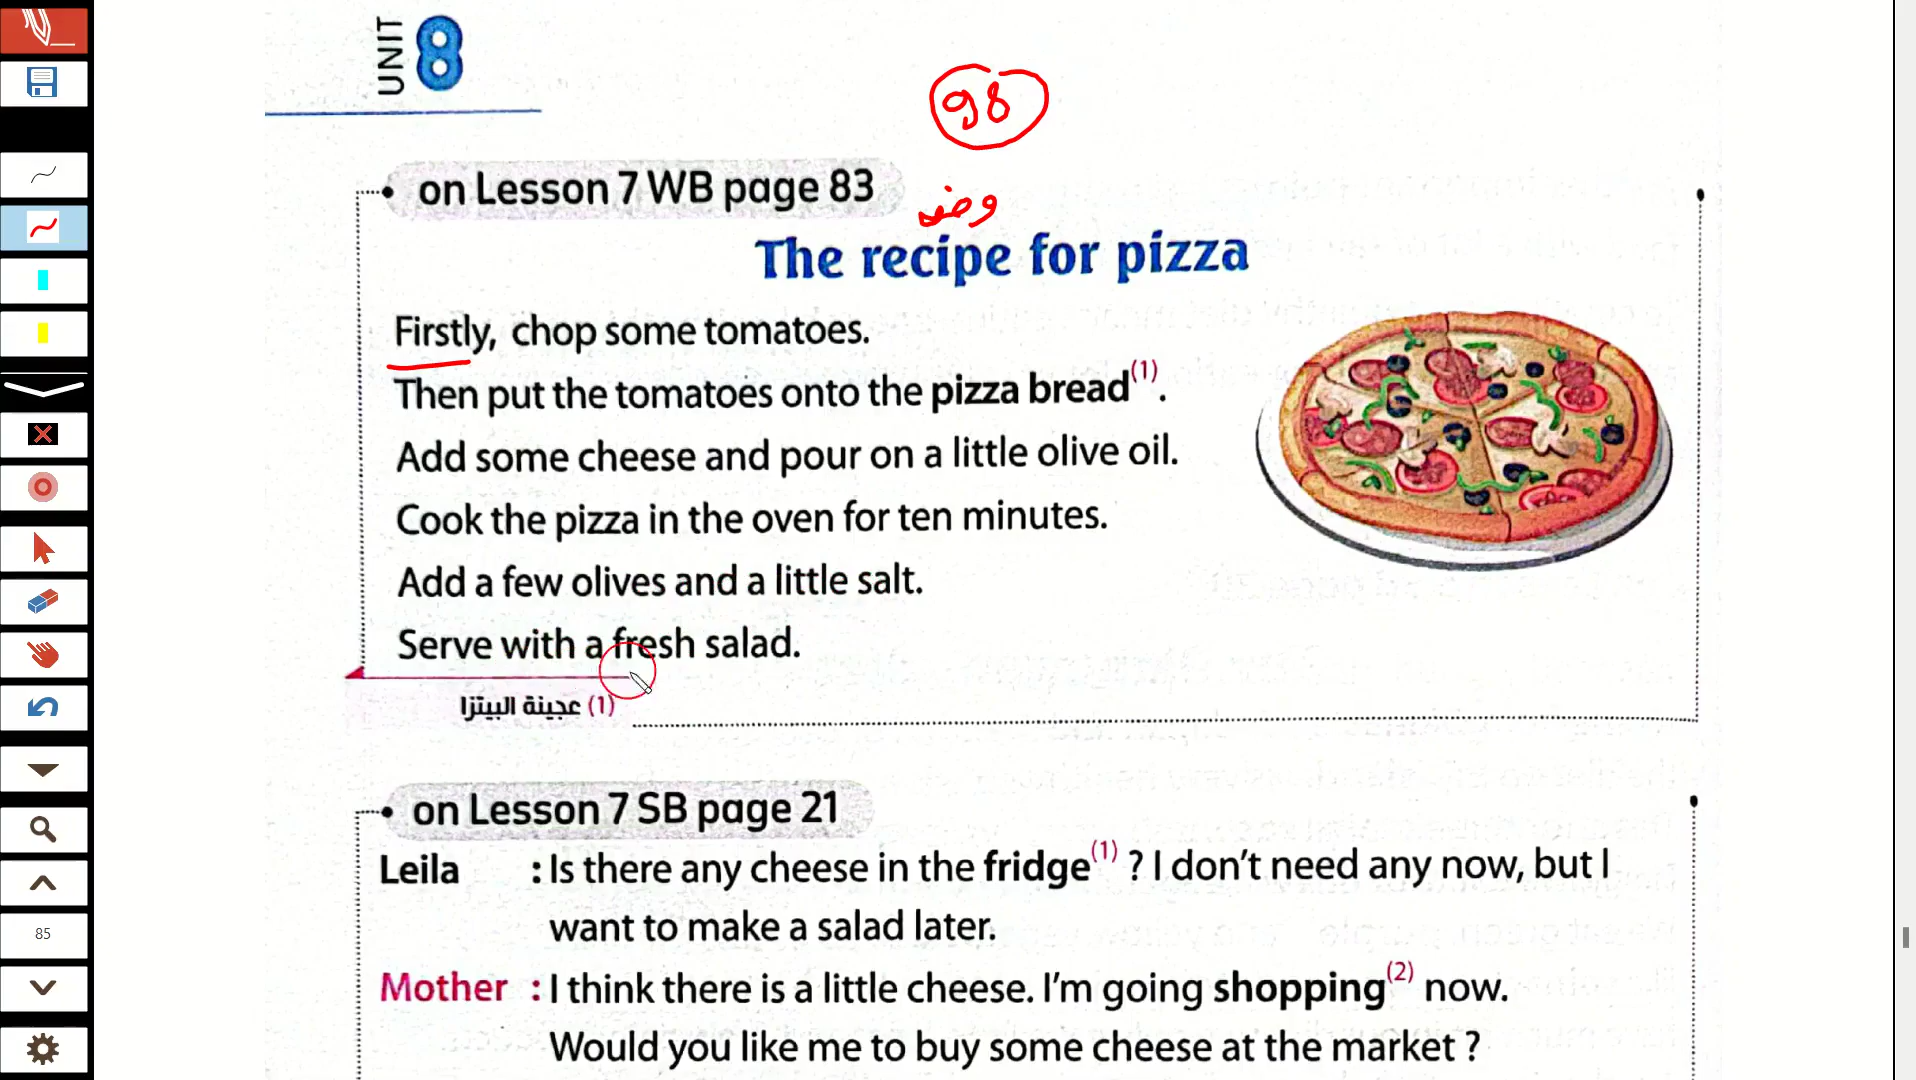 UNIT 8
98
on Lesson 7 WB page 83
The recipe for pizza
Firstly, chop some tomatoes.
Then put the tomatoes onto the pizza bread(1).
Add some cheese and pour on a little olive oil.
Cook the pizza in the oven for ten minutes.
Add a few olives and a little salt.
Serve with a fresh salad.
(1) عجينة البيتزا
on Lesson 7 SB page 21
Leila : Is there any cheese in the fridge(1) ? I don't need any now, but I
want to make a salad later.
Mother : I think there is a little cheese. I'm going shopping(2) now.
Would you like me to buy some cheese at the market ?
85